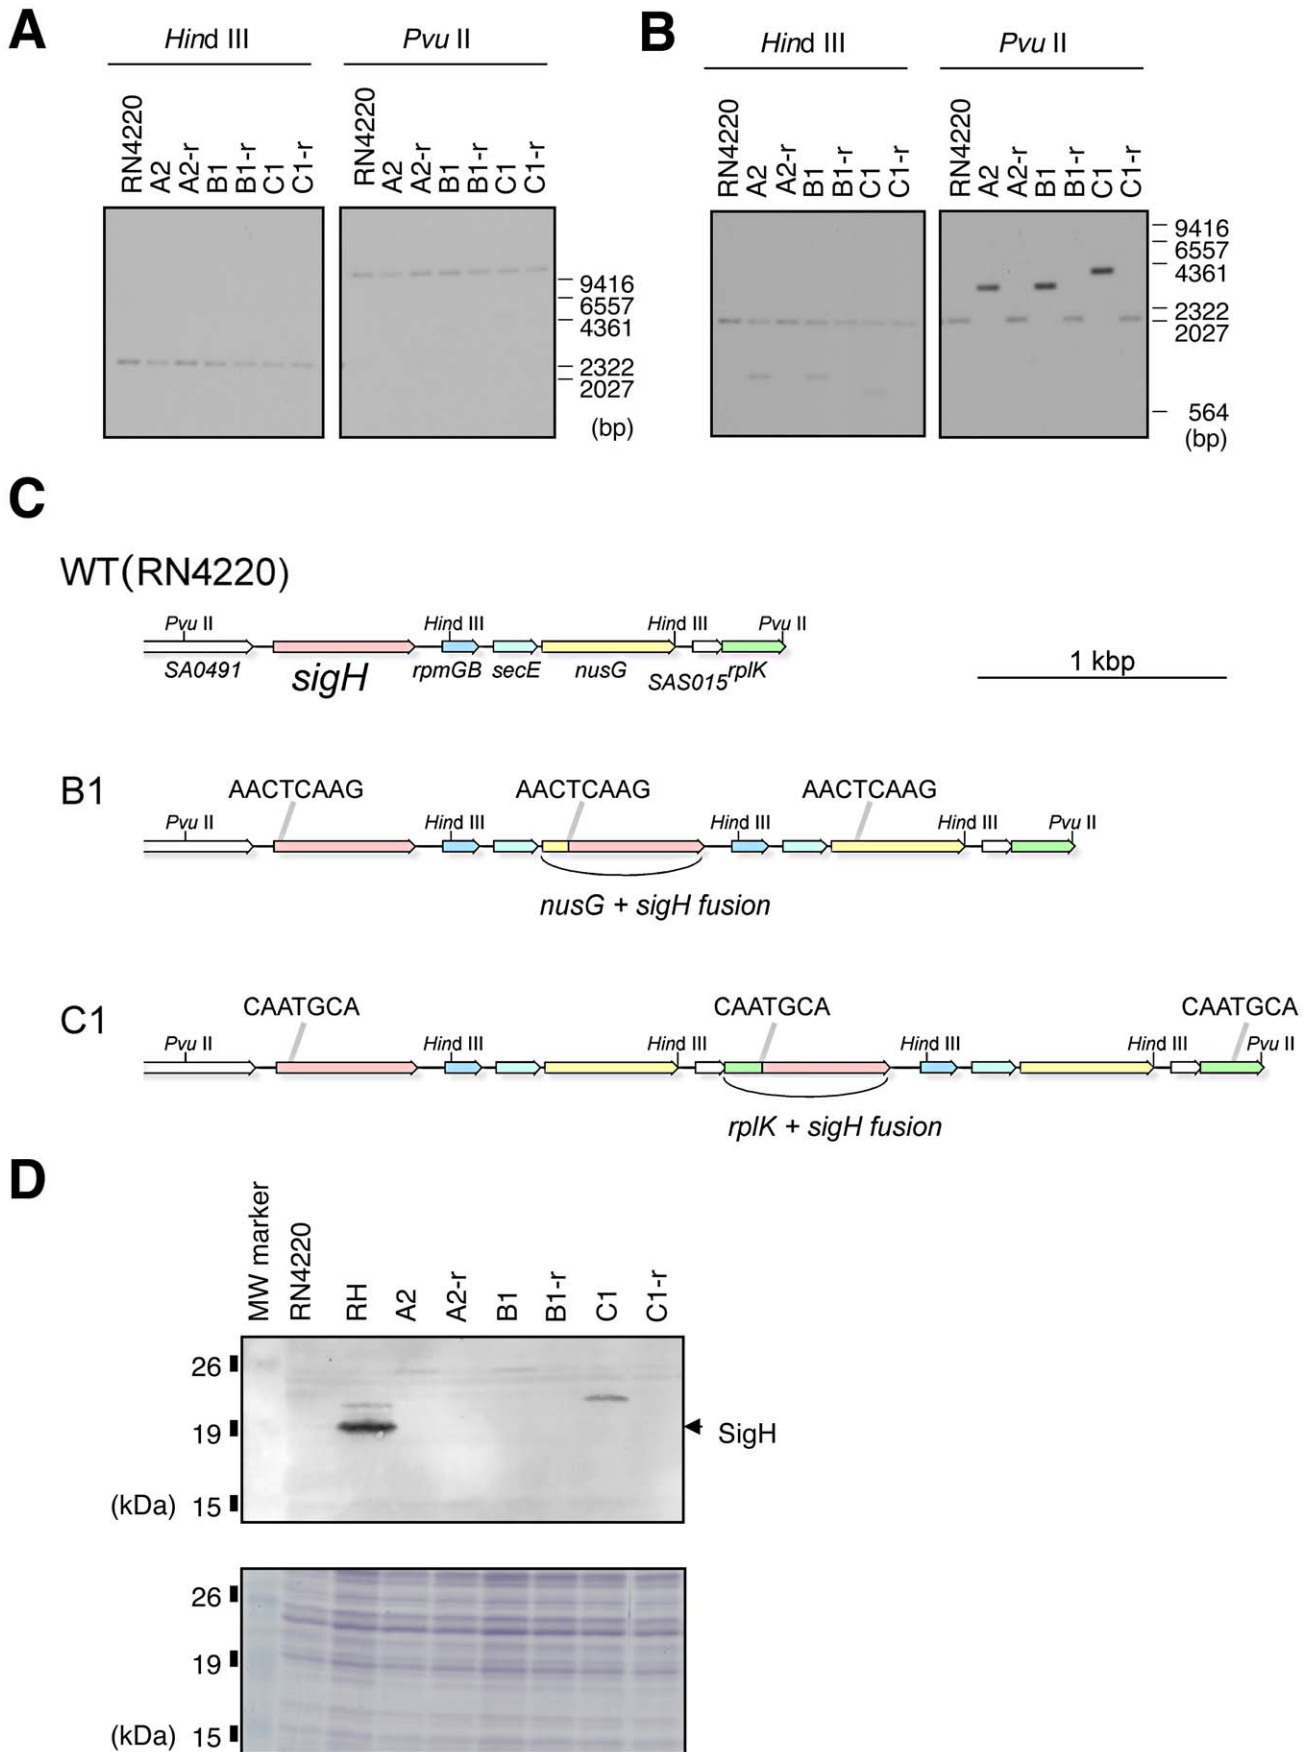 A
Hind III
Pvu II
RN4220
A2
A2-r
B1
B1-r
C1
C1-r
RN4220
A2
A2-r
B1
B1-r
C1
C1-r
9416
6557
4361
2322
2027
(bp)
B
Hind III
Pvu II
RN4220
A2
A2-r
B1
B1-r
C1
C1-r
RN4220
A2
A2-r
B1
B1-r
C1
C1-r
9416
6557
4361
2322
2027
564
(bp)
C
WT(RN4220)
Pvu II
Hind III
Hind III
Pvu II
SA0491
sigH
rpmGB
secE
nusG
SAS015
rplK
1 kbp
B1
AACTCAAG
AACTCAAG
AACTCAAG
Pvu II
Hind III
Hind III
Hind III
Pvu II
nusG + sigH fusion
C1
CAATGCA
CAATGCA
CAATGCA
Pvu II
Hind III
Hind III
Hind III
Hind III
Pvu II
rplK + sigH fusion
D
MW marker
RN4220
RH
A2
A2-r
B1
B1-r
C1
C1-r
26
19
(kDa) 15
SigH
26
19
(kDa) 15